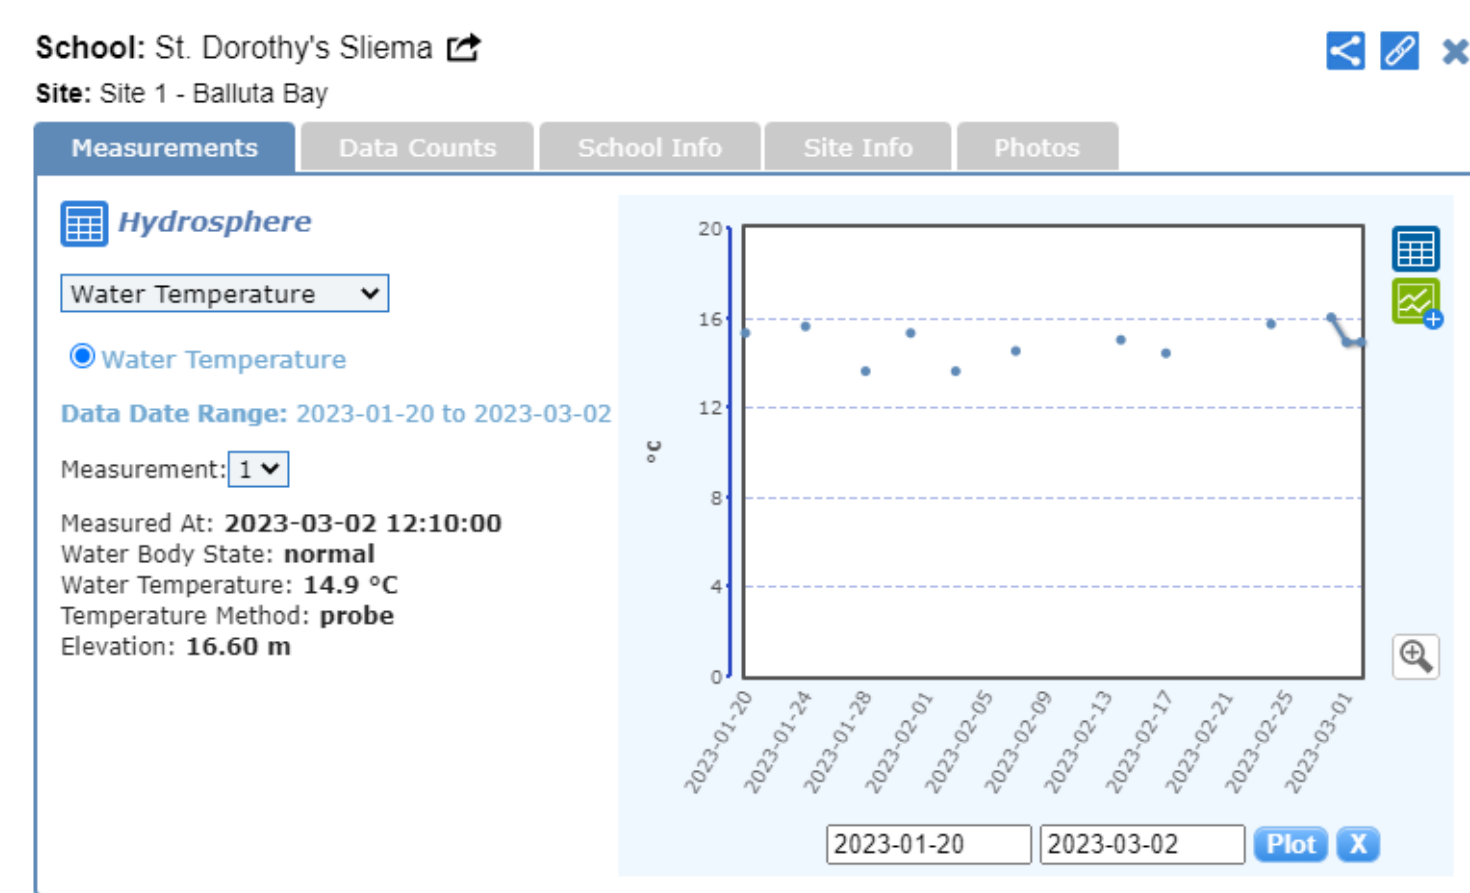 School: St. Dorothy's Sliema
Site: Site 1 - Balluta Bay
Measurements Data Counts School Info Site Info Photos
Hydrosphere
Water Temperature
Water Temperature
Data Date Range: 2023-01-20 to 2023-03-02
Measurement: 1
Measured At: 2023-03-02 12:10:00
Water Body State: normal
Water Temperature: 14.9 °C
Temperature Method: probe
Elevation: 16.60 m
20
16
12
°C
8
4
0
2023-01-20
2023-01-24
2023-01-28
2023-02-01
2023-02-05
2023-02-09
2023-02-13
2023-02-17
2023-02-21
2023-02-25
2023-03-01
2023-01-20 2023-03-02 Plot X